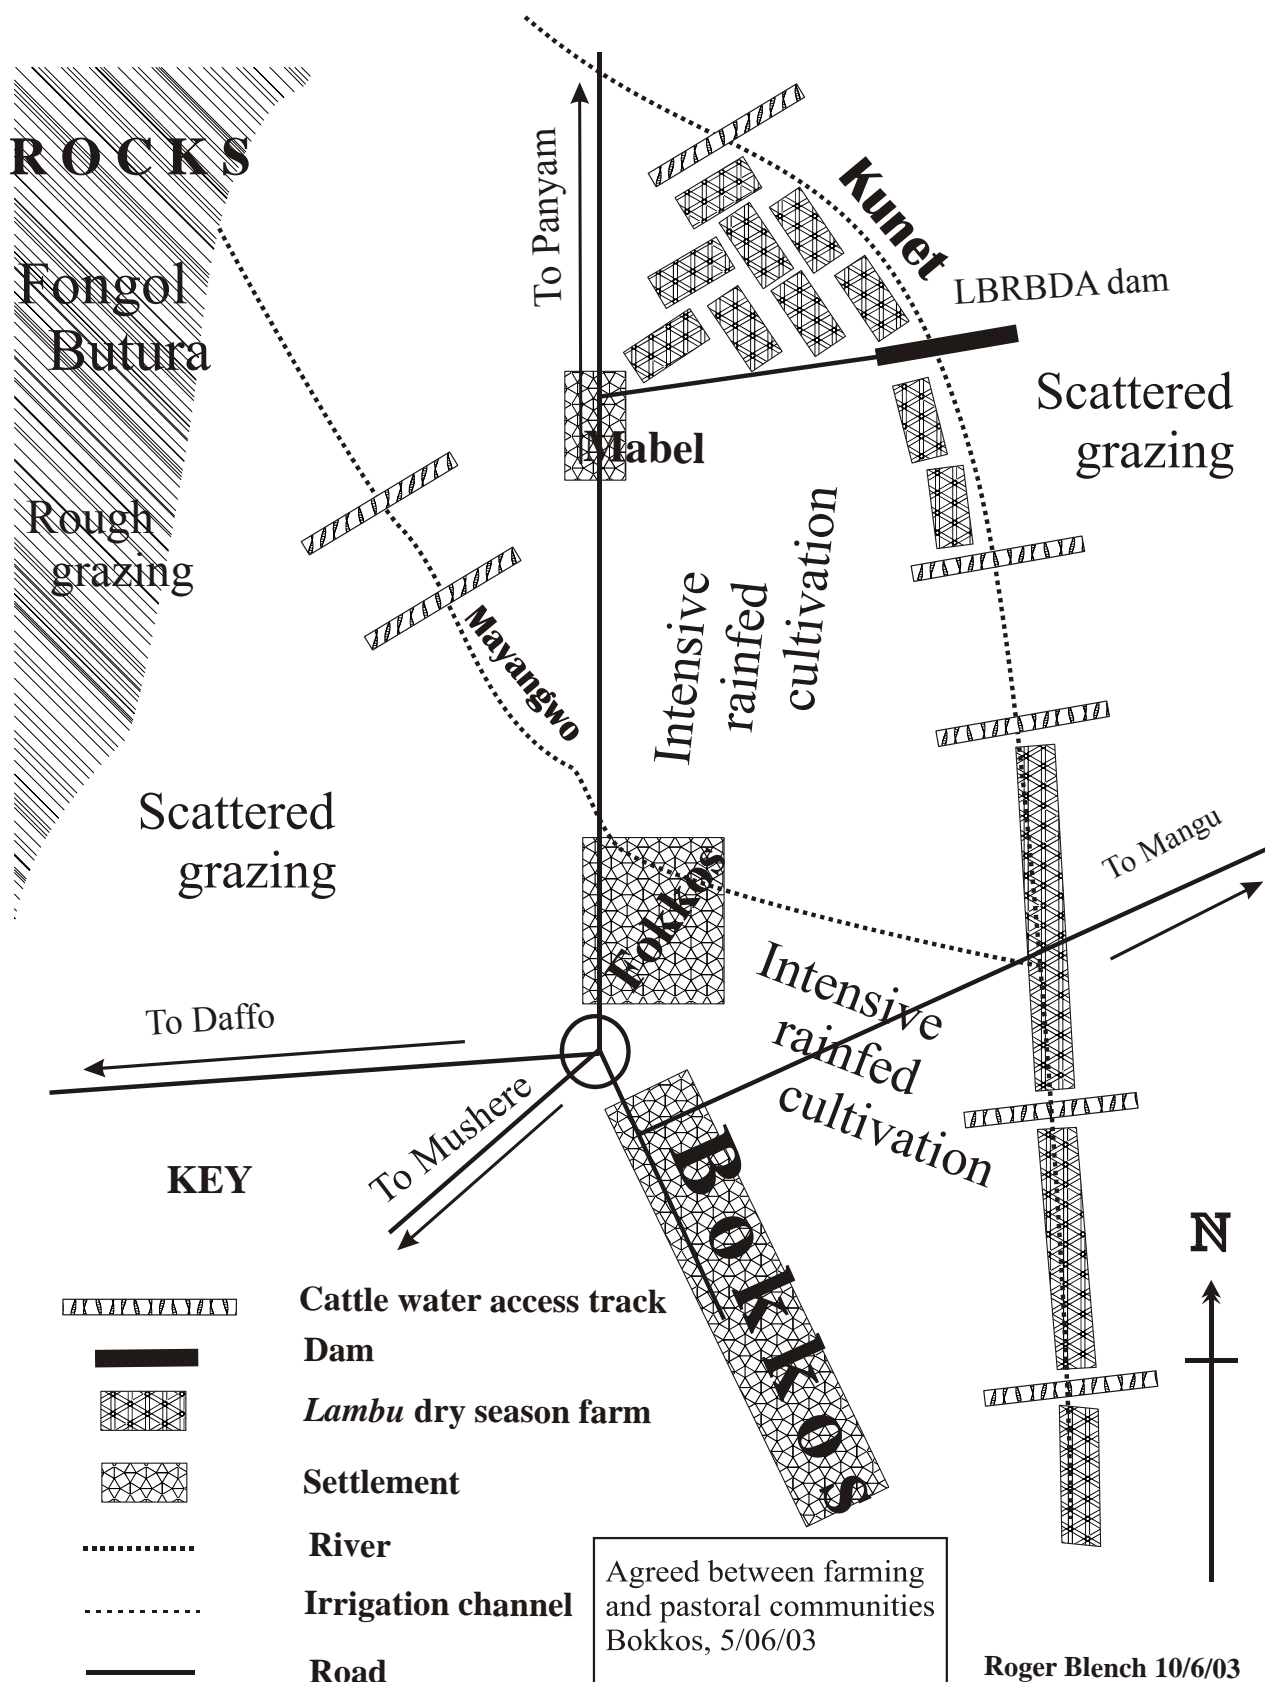 To Panyam
ROCKS
Kunet
Fongol
Butura
LBRBDA dam
Scattered
grazing
Mabel
Rough
grazing
Intensive
rainfed
cultivation
Mayangwo
Scattered
grazing
To Mangu
Fokkos
Intensive
rainfed
cultivation
To Daffo
To Mushere
Bokkos
KEY
N
Cattle water access track
Dam
Lambu dry season farm
Settlement
River
Irrigation channel
Road
Agreed between farming
and pastoral communities
Bokkos, 5/06/03
Roger Blench 10/6/03